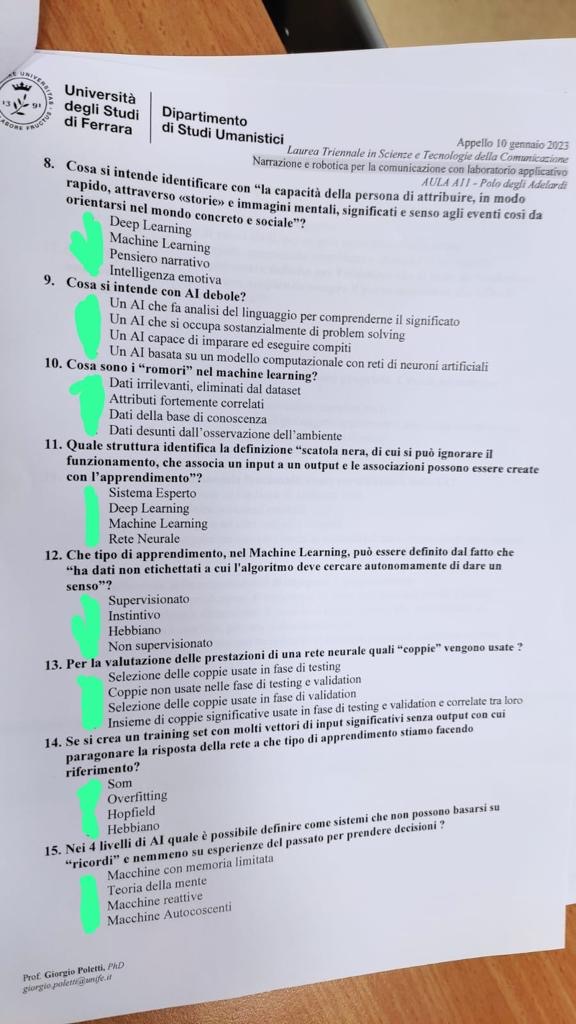 Università
degli Studi
di Ferrara
Dipartimento
di Studi Umanistici
Appello 10 gennaio 2023
Laurea Triennale in Scienze e Tecnologie della Comunicazione
Narrazione e robotica per la comunicazione con laboratorio applicativo
AULA A11 - Polo degli Adelardi
8. Cosa si intende identificare con “la capacità della persona di attribuire, in modo
rapido, attraverso «storie» e immagini mentali, significati e senso agli eventi così da
orientarsi nel mondo concreto e sociale”?
Deep Learning
Machine Learning
Pensiero narrativo
Intelligenza emotiva
9. Cosa si intende con AI debole?
Un AI che fa analisi del linguaggio per comprenderne il significato
Un AI che si occupa sostanzialmente di problem solving
Un AI capace di imparare ed eseguire compiti
Un AI basata su un modello computazionale con reti di neuroni artificiali
10. Cosa sono i “romori” nel machine learning?
Dati irrilevanti, eliminati dal dataset
Attributi fortemente correlati
Dati della base di conoscenza
Dati desunti dall’osservazione dell’ambiente
11. Quale struttura identifica la definizione “scatola nera, di cui si può ignorare il
funzionamento, che associa un input a un output e le associazioni possono essere create
con l’apprendimento”?
Sistema Esperto
Deep Learning
Machine Learning
Rete Neurale
12. Che tipo di apprendimento, nel Machine Learning, può essere definito dal fatto che
“ha dati non etichettati a cui l'algoritmo deve cercare autonomamente di dare un
senso”?
Supervisionato
Instintivo
Hebbiano
Non supervisionato
13. Per la valutazione delle prestazioni di una rete neurale quali “coppie” vengono usate ?
Selezione delle coppie usate in fase di testing
Coppie non usate nelle fase di testing e validation
Selezione delle coppie usate in fase di validation
Insieme di coppie significative usate in fase di testing e validation e correlate tra loro
14. Se si crea un training set con molti vettori di input significativi senza output con cui
paragonare la risposta della rete a che tipo di apprendimento stiamo facendo
riferimento?
Som
Overfitting
Hopfield
Hebbiano
15. Nei 4 livelli di AI quale è possibile definire come sistemi che non possono basarsi su
“ricordi” e nemmeno su esperienze del passato per prendere decisioni ?
Macchine con memoria limitata
Teoria della mente
Macchine reattive
Macchine Autocoscenti
Prof. Giorgio Poletti, PhD
giorgio.poletti@unife.it